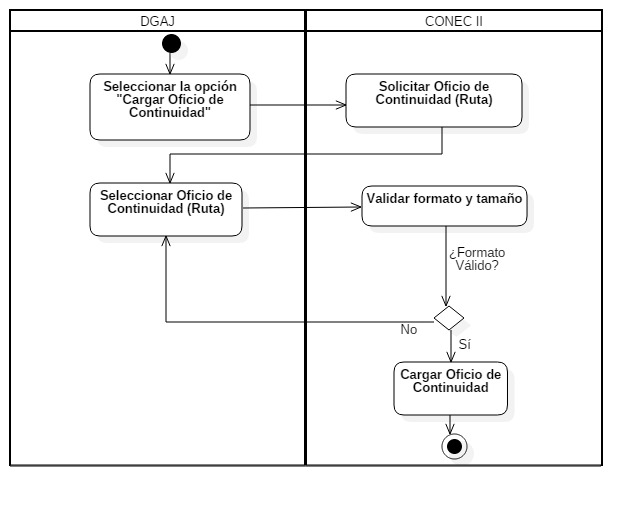 DGAJ
CONEC II
Seleccionar la opción
"Cargar Oficio de
Continuidad"
Solicitar Oficio de
Continuidad (Ruta)
Seleccionar Oficio de
Continuidad (Ruta)
Validar formato y tamaño
¿Formato
Válido?
No
Sí
Cargar Oficio de
Continuidad